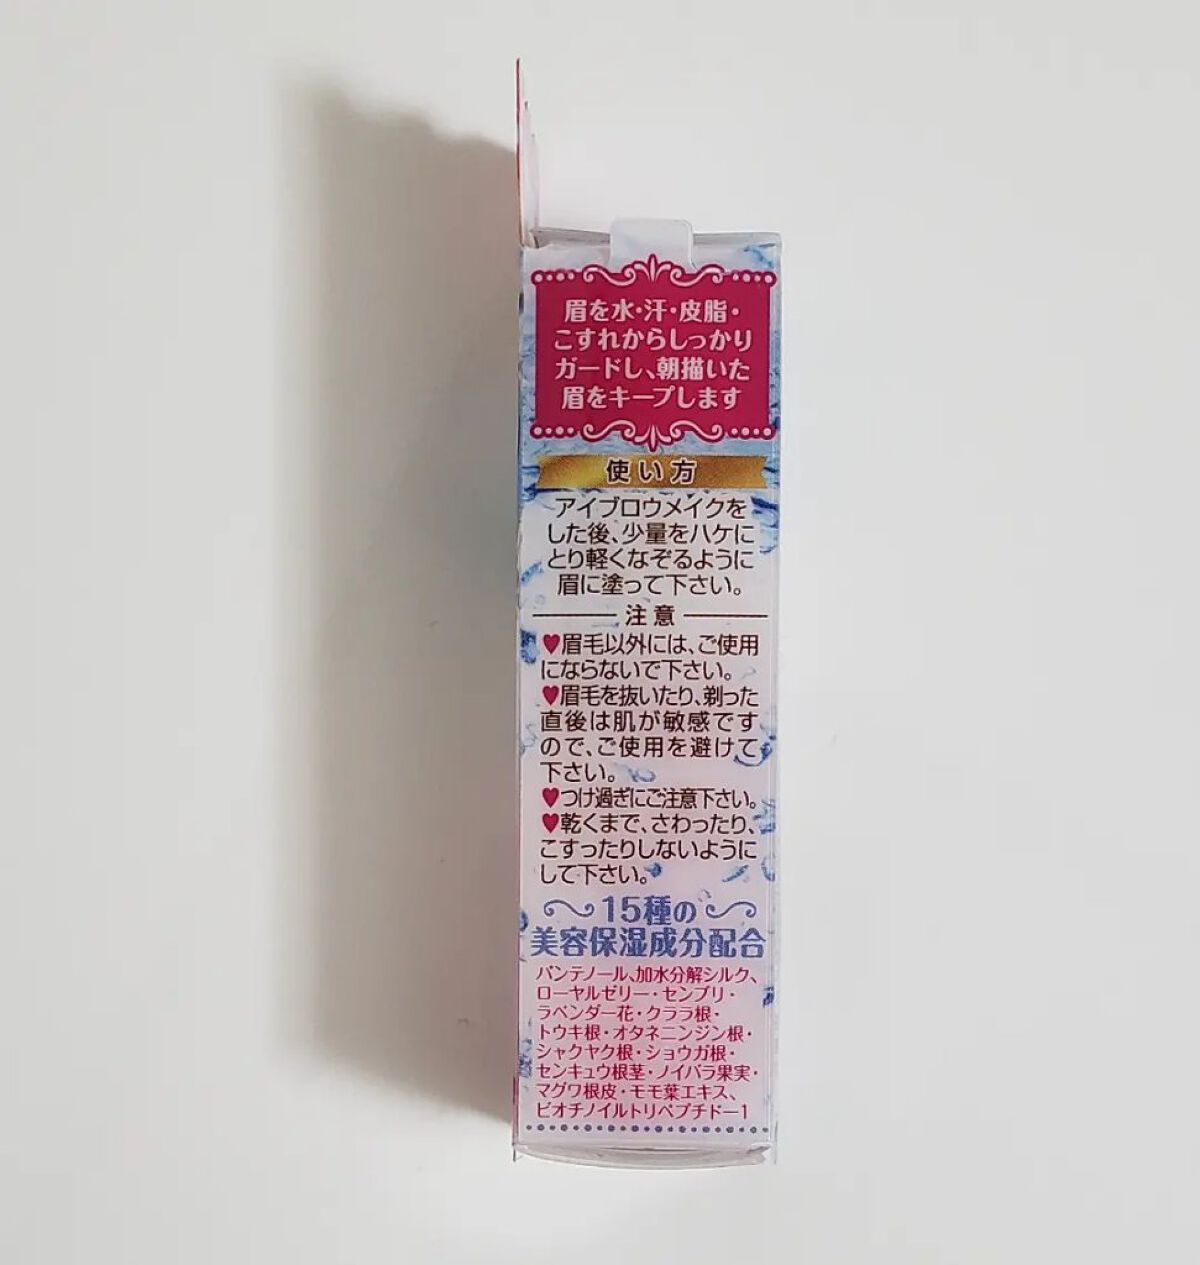 眉を水・汗・皮脂・
こすれからしっかり
ガードし、朝描いた
眉をキープします
使い方
アイブロウメイクを
した後、少量をハケに
とり軽くなぞるように
眉に塗って下さい。
注意
♥眉毛以外には、ご使用
にならないで下さい。
♥眉毛を抜いたり、剃った
直後は肌が敏感です
ので、ご使用を避けて
下さい。
♥つけ過ぎにご注意下さい。
♥乾くまで、さわったり、
こすったりしないように
して下さい。
15種の
美容保湿成分配合
パンテノール、加水分解シルク、
ローヤルゼリー・センブリ・
ラベンダー花・クララ根・
トウキ根・オタネニンジン根・
シャクヤク根・ショウガ根・
センキュウ根茎・ノイバラ果実・
マグワ根皮・モモ葉エキス、
ビオチノイルトリペプチドー1